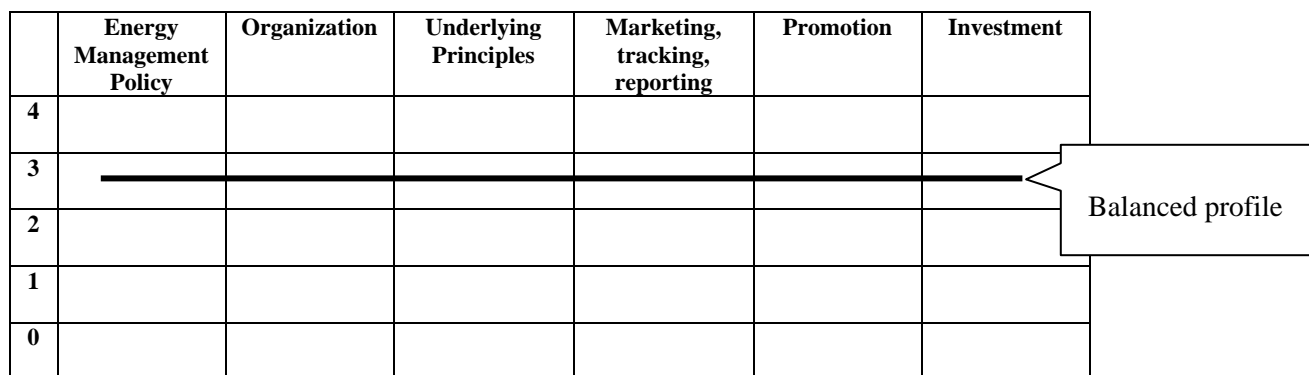 Energy Organization Underlying Marketing, Promotion Investment
Management Principles tracking,
Policy reporting
4
3
Balanced profile
2
1
0